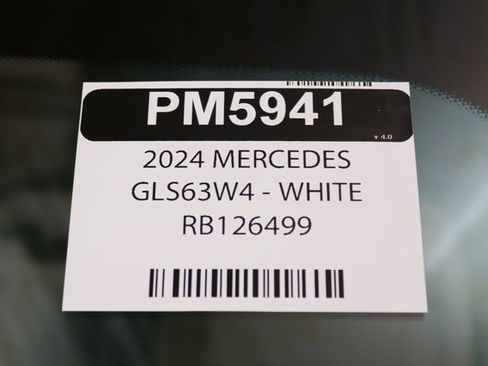 PM5941
v 4.0
2024 MERCEDES
GLS63W4 - WHITE
RB126499